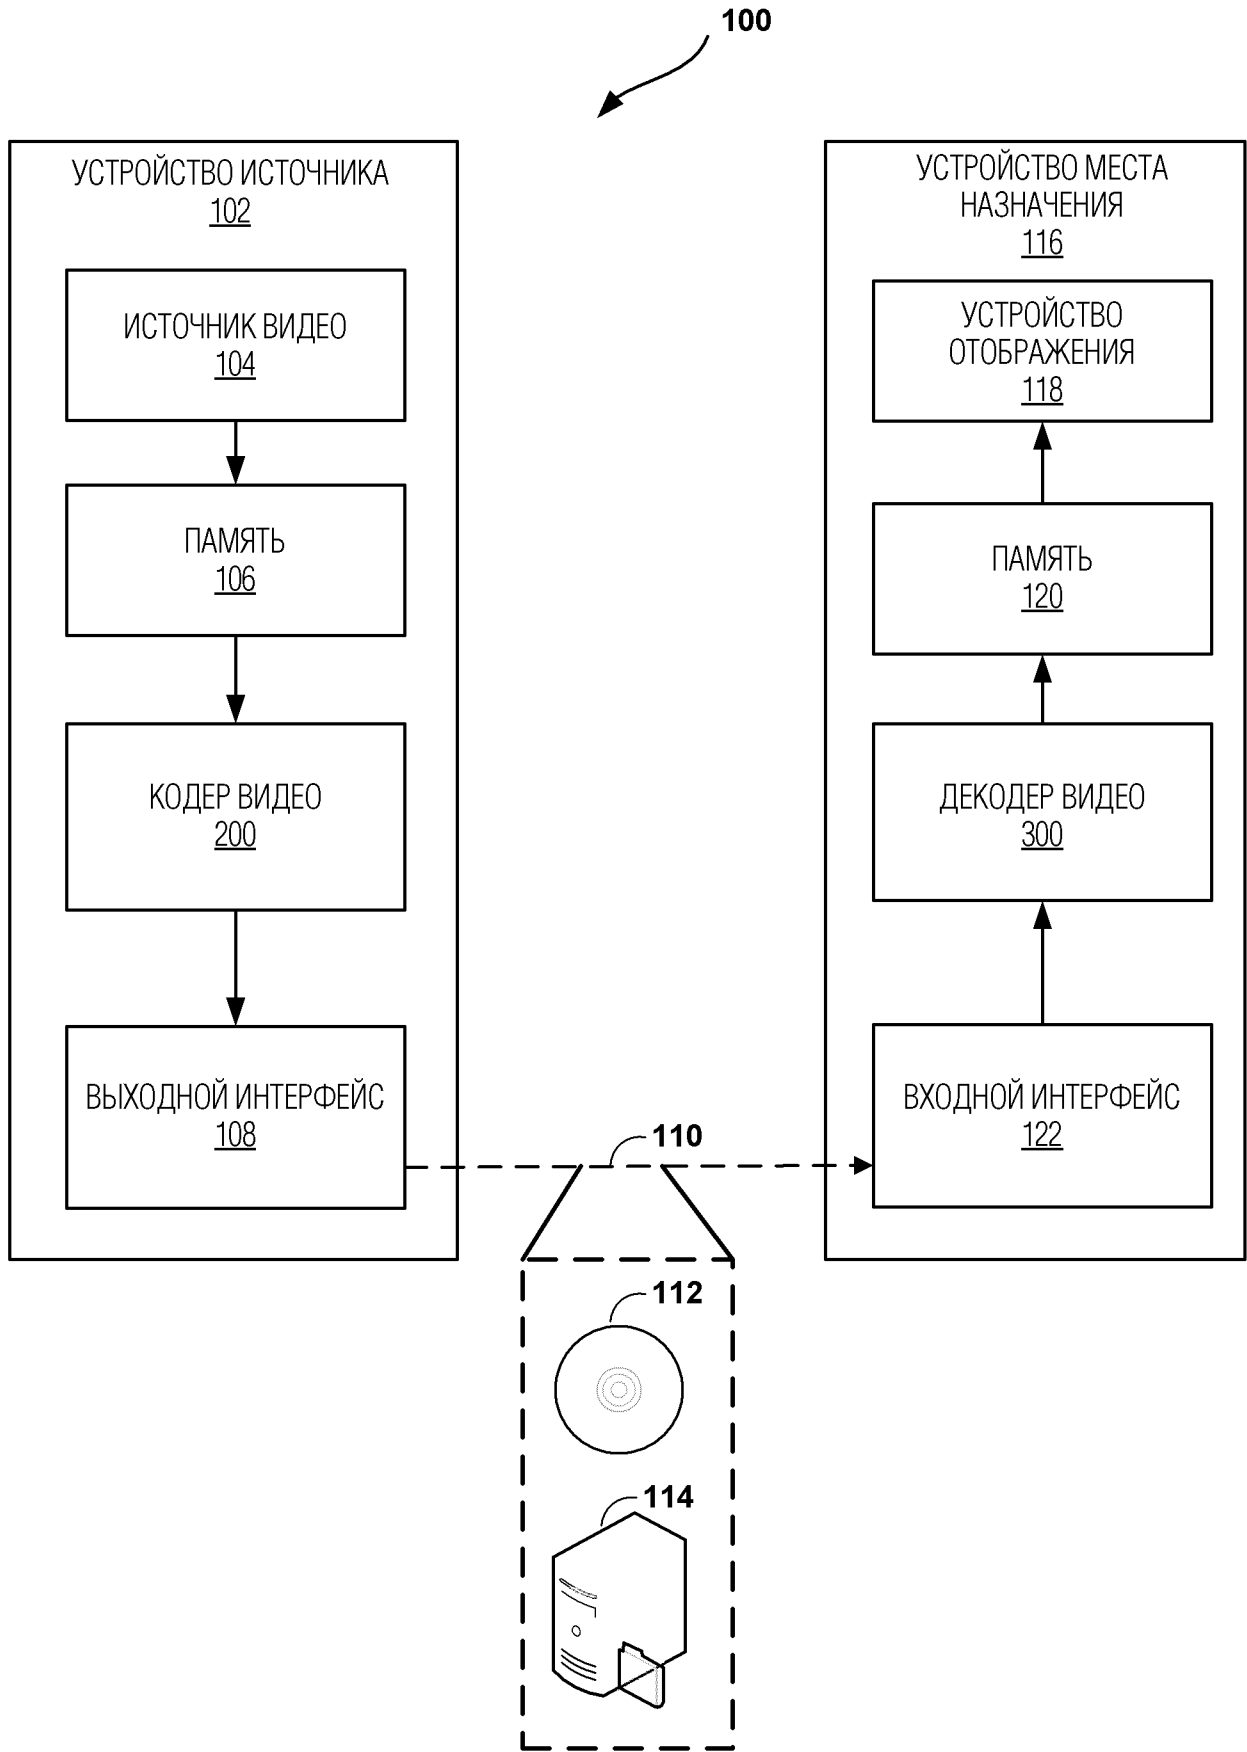 100
УСТРОЙСТВО ИСТОЧНИКА
102
ИСТОЧНИК ВИДЕО
104
ПАМЯТЬ
106
КОДЕР ВИДЕО
200
ВЫХОДНОЙ ИНТЕРФЕЙС
108
УСТРОЙСТВО МЕСТА
НАЗНАЧЕНИЯ
116
УСТРОЙСТВО
ОТОБРАЖЕНИЯ
118
ПАМЯТЬ
120
ДЕКОДЕР ВИДЕО
300
ВХОДНОЙ ИНТЕРФЕЙС
122
110
112
114